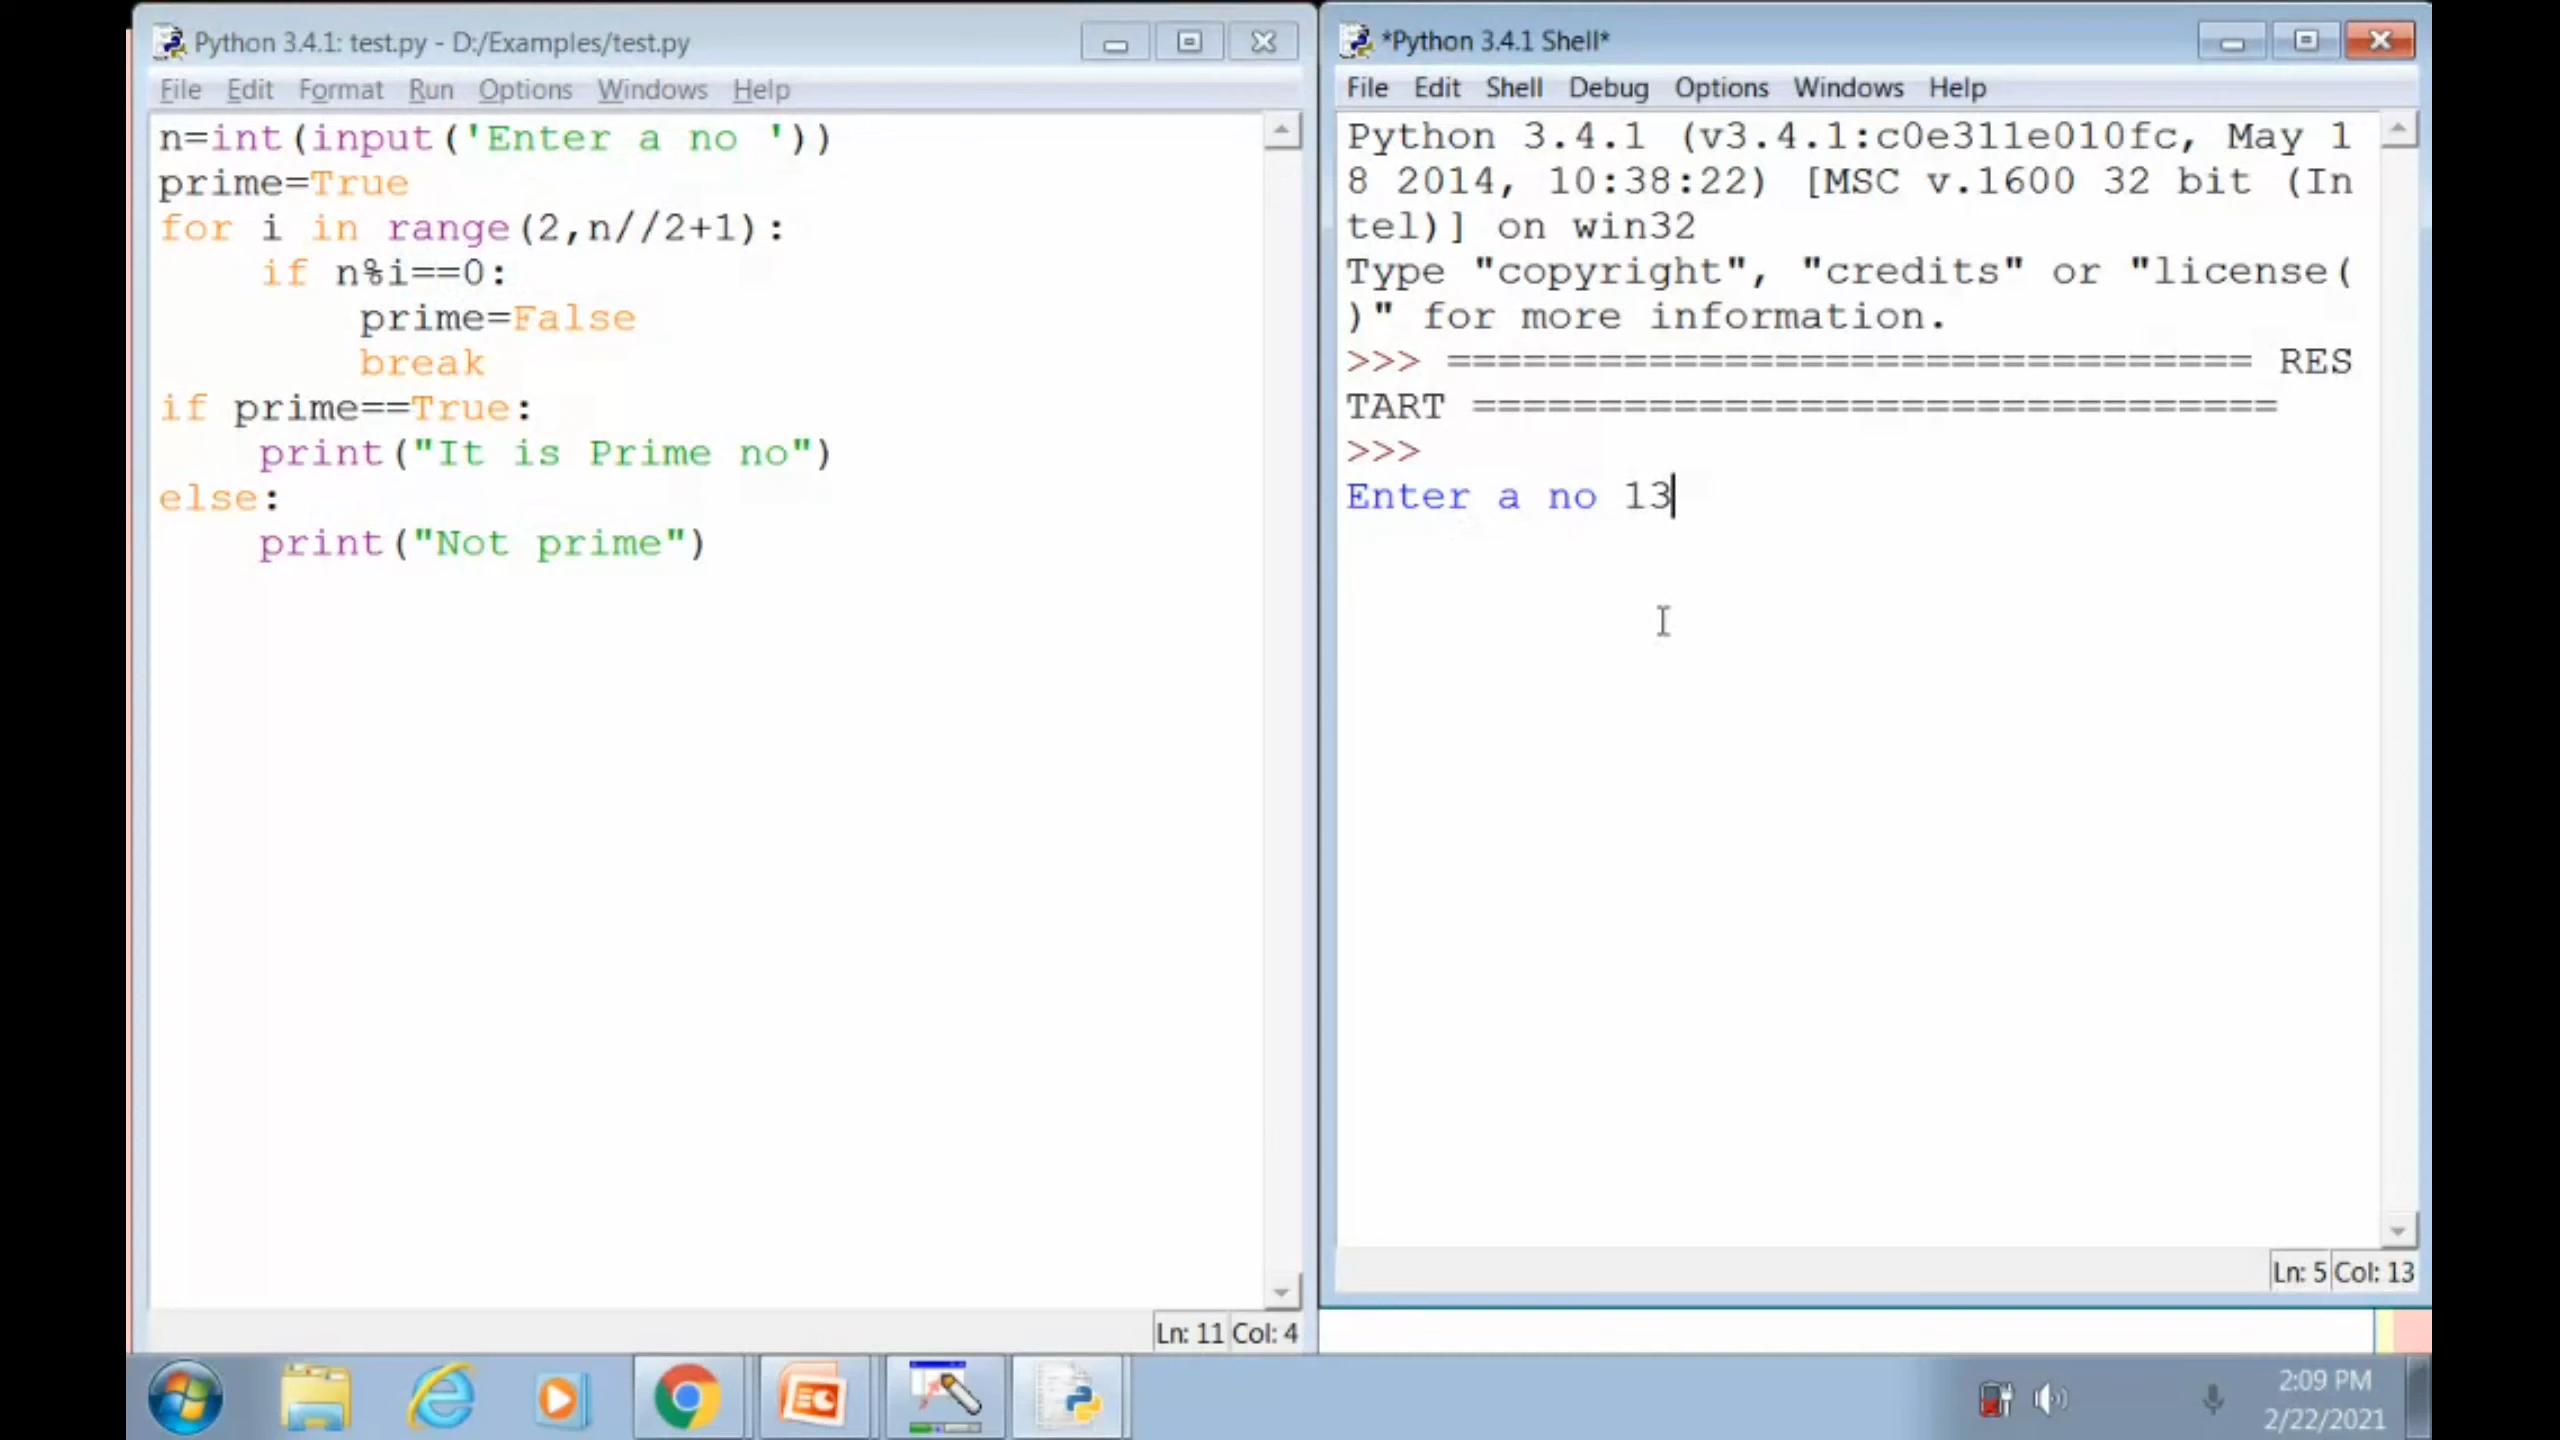 Python 3.4.1: test.py - D:/Examples/test.py
File Edit Format Run Options Windows Help
n=int(input('Enter a no '))
prime=True
for i in range(2,n//2+1):
    if n%i==0:
        prime=False
        break
if prime==True:
    print("It is Prime no")
else:
    print("Not prime")
Ln: 11 Col: 4
*Python 3.4.1 Shell*
File Edit Shell Debug Options Windows Help
Python 3.4.1 (v3.4.1:c0e311e010fc, May 1
8 2014, 10:38:22) [MSC v.1600 32 bit (In
tel)] on win32
Type "copyright", "credits" or "license(
)" for more information.
>>> ================================ RES
TART ================================
>>>
Enter a no 13
Ln: 5 Col: 13
2:09 PM
2/22/2021